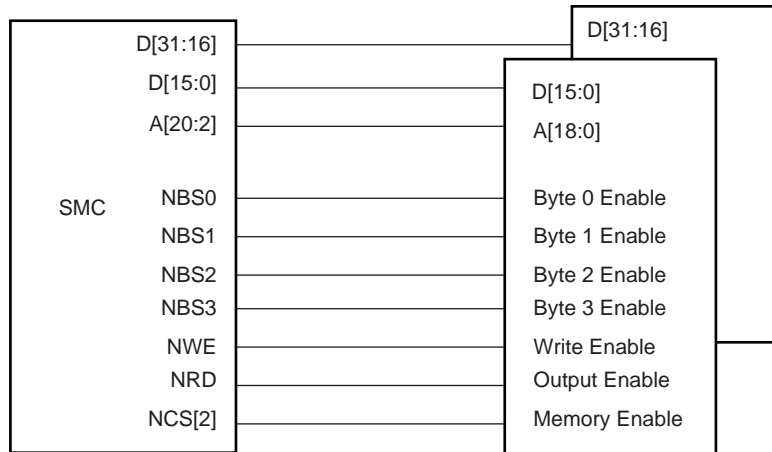 D[31:16] D[31:16]
D[15:0] D[15:0]
A[20:2] A[18:0]
SMC
NBS0 Byte 0 Enable
NBS1 Byte 1 Enable
NBS2 Byte 2 Enable
NBS3 Byte 3 Enable
NWE Write Enable
NRD Output Enable
NCS[2] Memory Enable